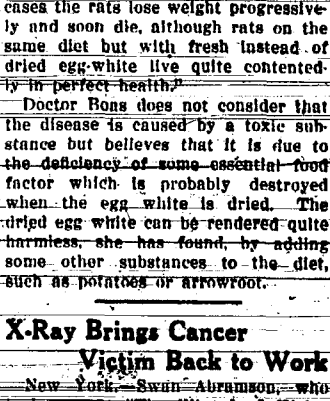 cases the rats lose weight progressive-
ly and soon die, although rats on the
same diet but with fresh instead of
dried egg-white live quite contented-
ly in perfect health."
Doctor Boas does not consider that
the disease is caused by a toxic sub-
stance but believes that it is due to
the deficiency of some essential food
factor which is probably destroyed
when the egg white is dried. The
dried egg white can be rendered quite
harmless, she has found, by adding
some other substances to the diet,
such as potatoes or arrowroot.
X-Ray Brings Cancer
Victim Back to Work
New York.—Swan Abramson, who